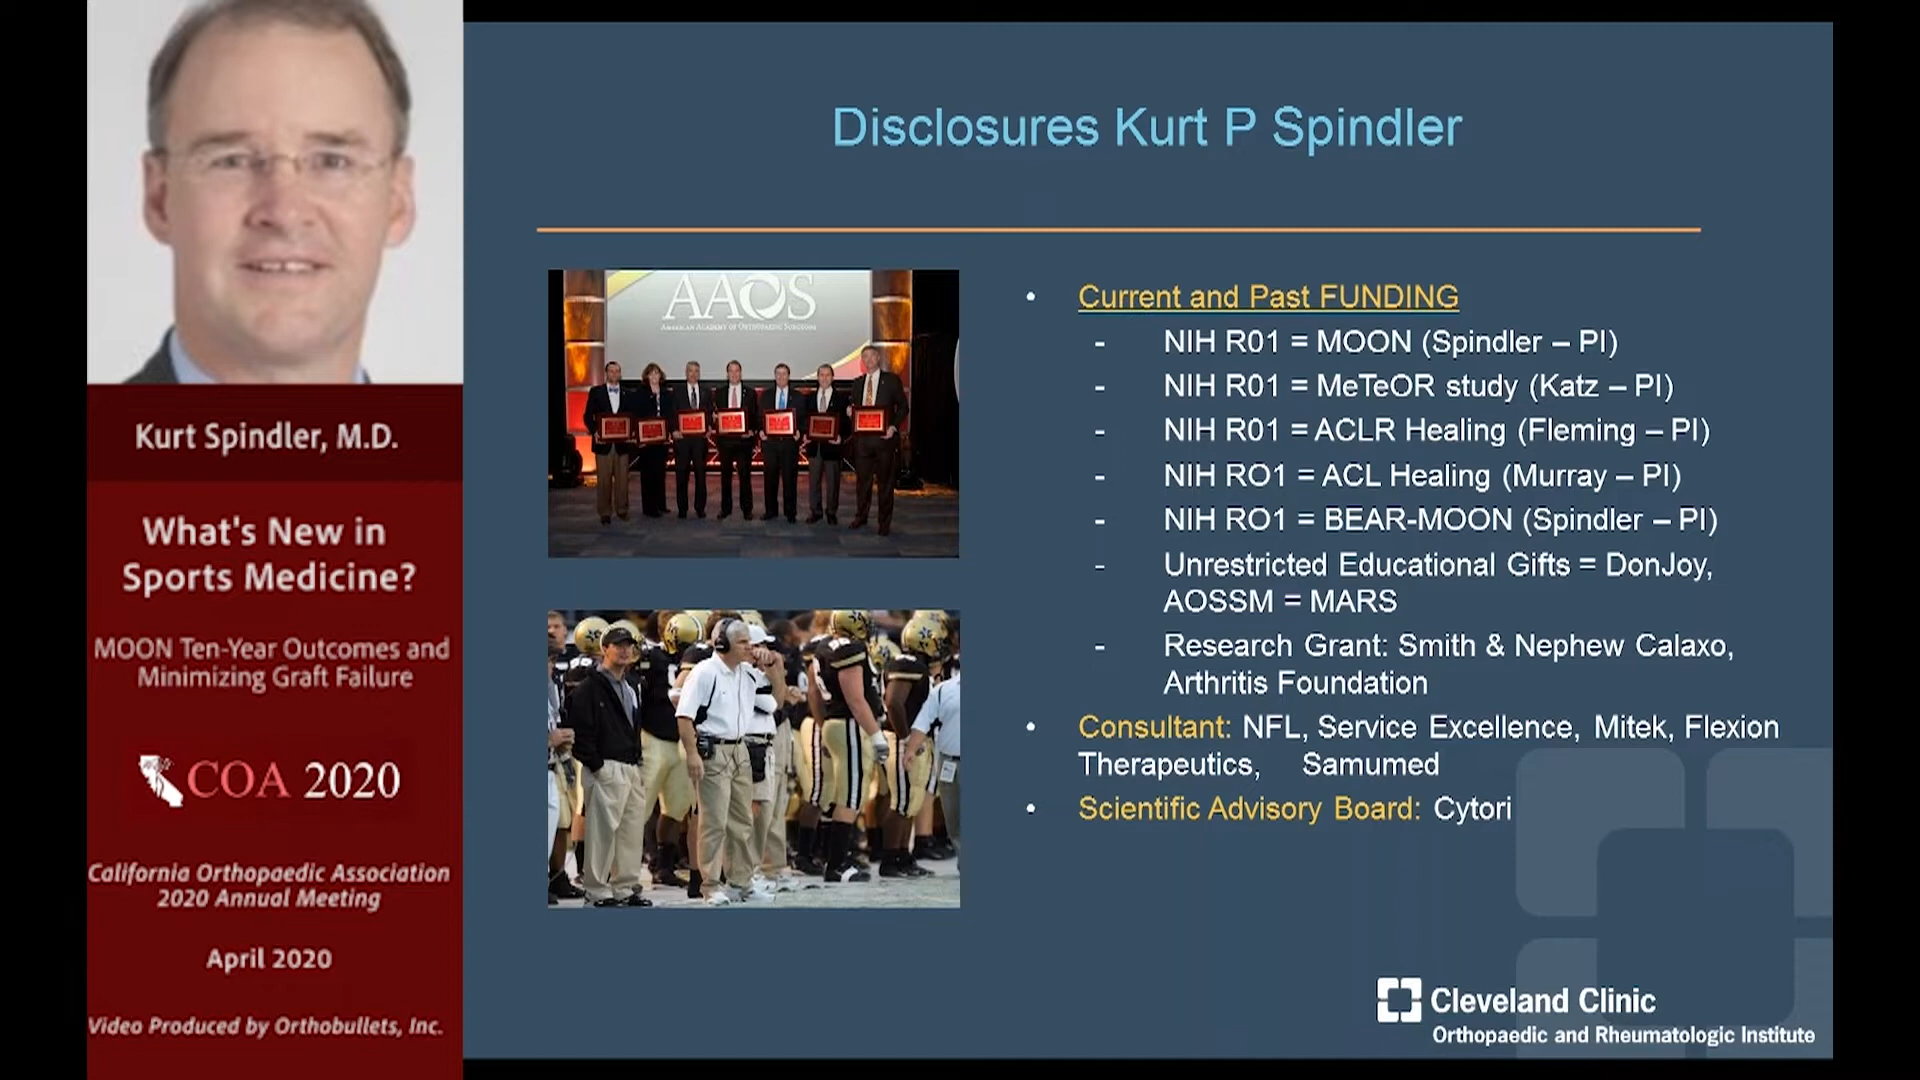 Kurt Spindler, M.D.
What's New in
Sports Medicine?
MOON Ten-Year Outcomes and
Minimizing Graft Failure
COA 2020
California Orthopaedic Association
2020 Annual Meeting
April 2020
Video Produced by Orthobullets, Inc.
Disclosures Kurt P Spindler
AAOS
AMERICAN ACADEMY OF ORTHOPAEDIC SURGEONS
• Current and Past FUNDING
- NIH R01 = MOON (Spindler – PI)
- NIH R01 = MeTeOR study (Katz – PI)
- NIH R01 = ACLR Healing (Fleming – PI)
- NIH RO1 = ACL Healing (Murray – PI)
- NIH RO1 = BEAR-MOON (Spindler – PI)
- Unrestricted Educational Gifts = DonJoy,
AOSSM = MARS
- Research Grant: Smith & Nephew Calaxo,
Arthritis Foundation
• Consultant: NFL, Service Excellence, Mitek, Flexion
Therapeutics, Samumed
• Scientific Advisory Board: Cytori
Cleveland Clinic
Orthopaedic and Rheumatologic Institute